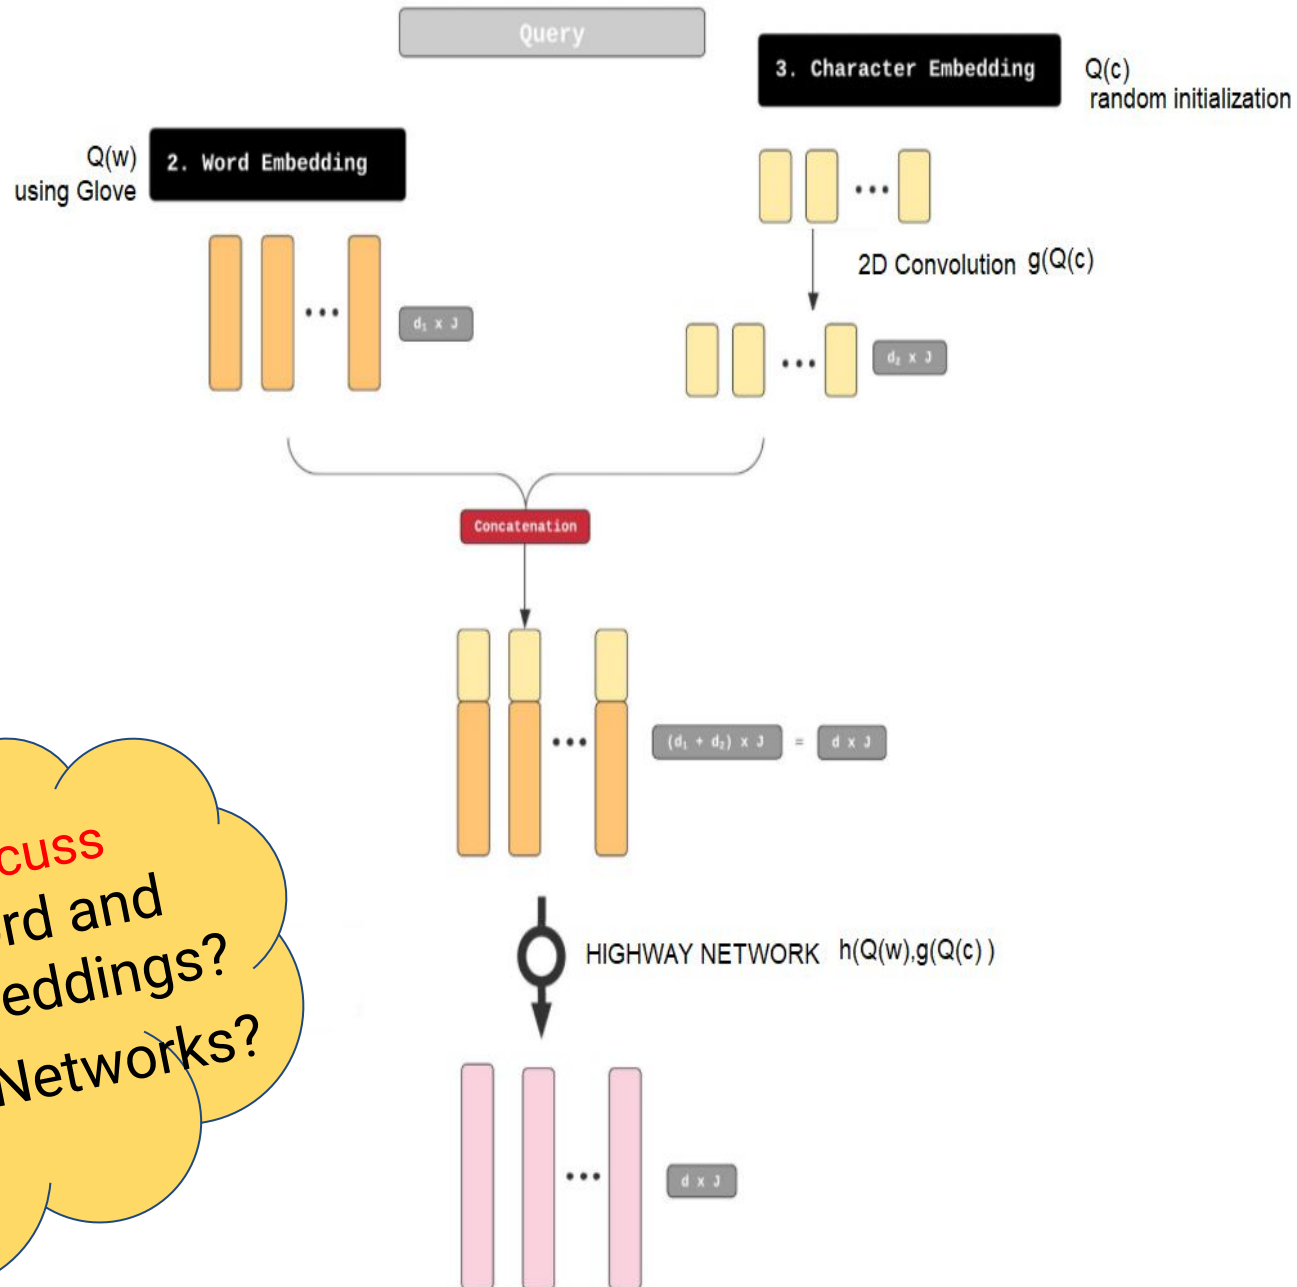 Query
3. Character Embedding
Q(c)
random initialization
Q(w)
using Glove
2. Word Embedding
2D Convolution g(Q(c)
d₁ x J
d₂ x J
Concatenation
(d₁ + d₂) x J = d x J
cuss
rd and
eddings?
Networks?
HIGHWAY NETWORK h(Q(w),g(Q(c) )
d x J